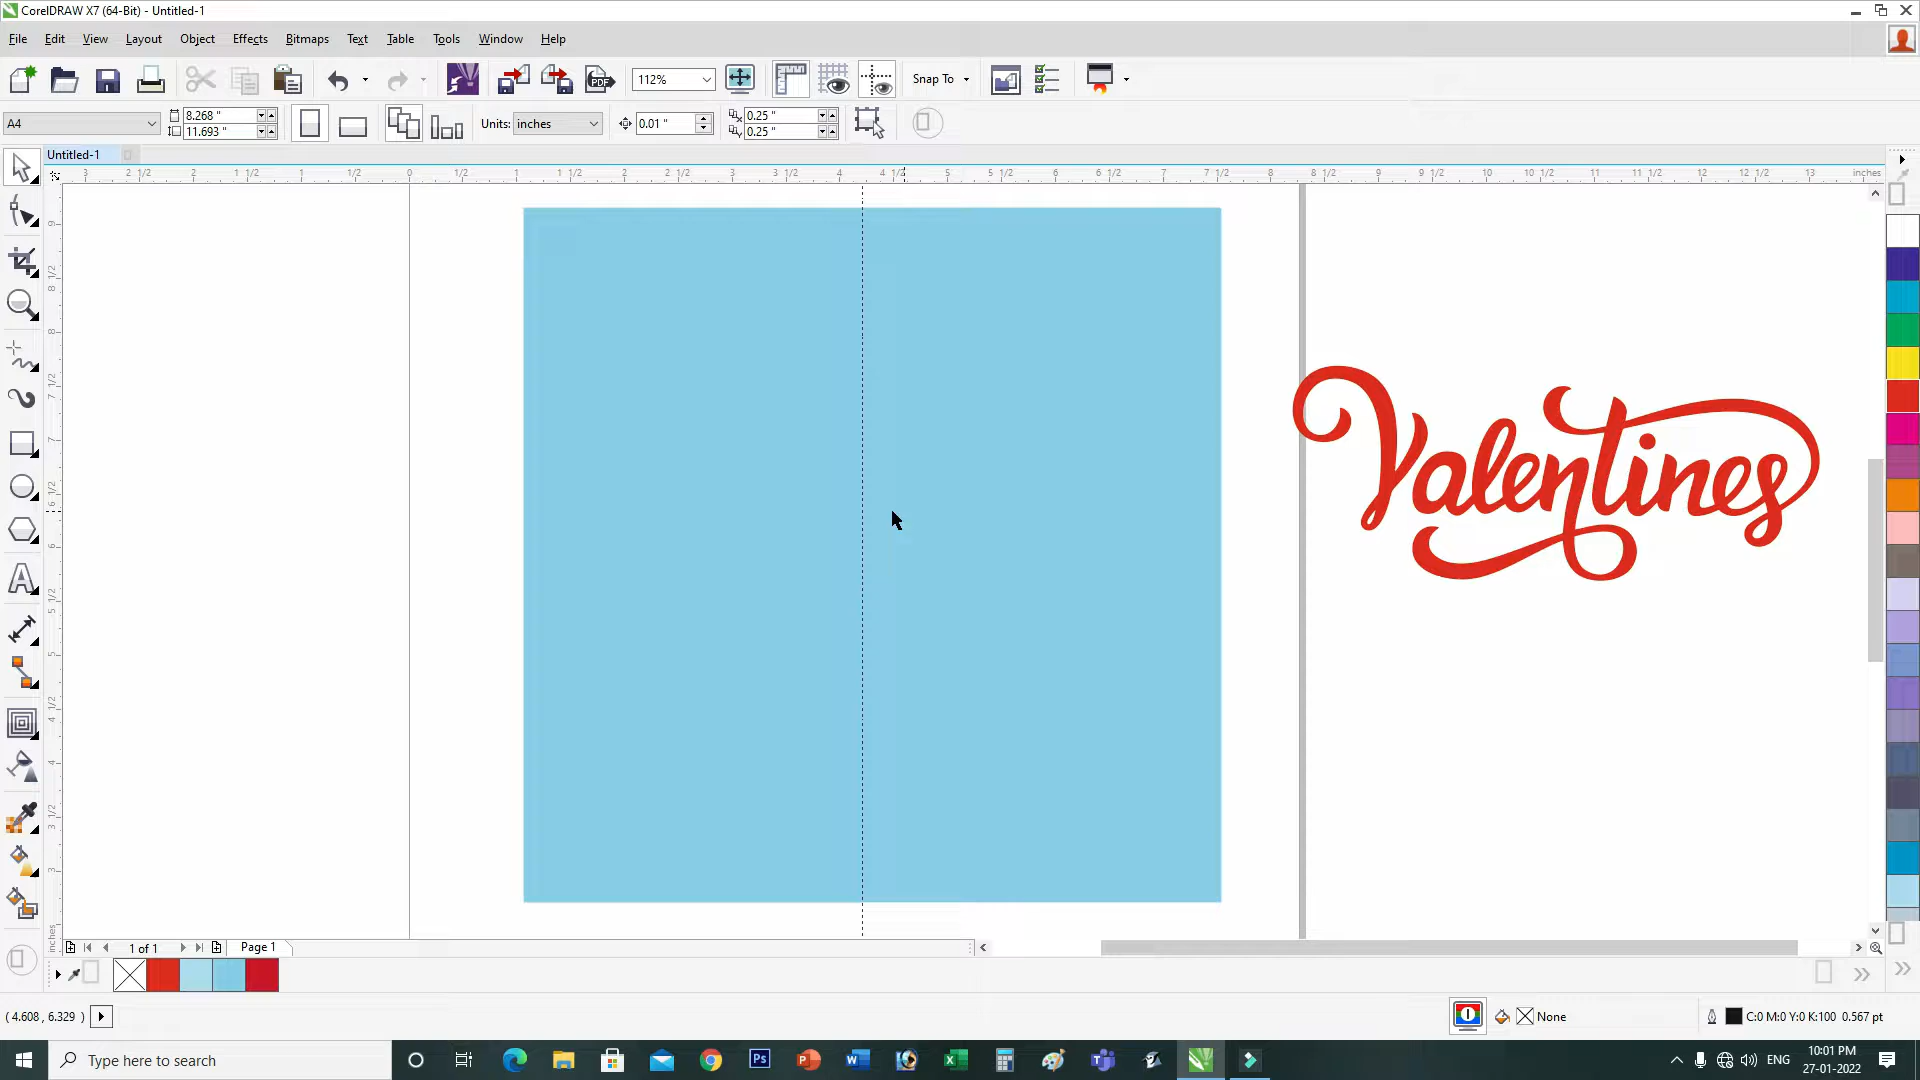 CorelDRAW X7 (64-Bit) - Untitled-1
File Edit View Layout Object Effects Bitmaps Text Table Tools Window Help
PDF 112% Snap To
A4 8.268 " 11.693 " Units: inches 0.01 " 0.25 " 0.25 "
Untitled-1
3 2 1/2 2 1 1/2 1 1/2 0 1/2 1 1 1/2 2 2 1/2 3 3 1/2 4 4 1/2 5 5 1/2 6 6 1/2 7 7 1/2 8 8 1/2 9 9 1/2 10 10 1/2 11 11 1/2 12 12 1/2 13 inches
9
8 1/2
8
7 1/2
7
6 1/2
6
5 1/2
5
4 1/2
4
3 1/2
3
inches
Valentines
1 of 1 Page 1
( 4.608 , 6.329 ) None C:0 M:0 Y:0 K:100 0.567 pt
Type here to search Ps ENG 10:01 PM
27-01-2022